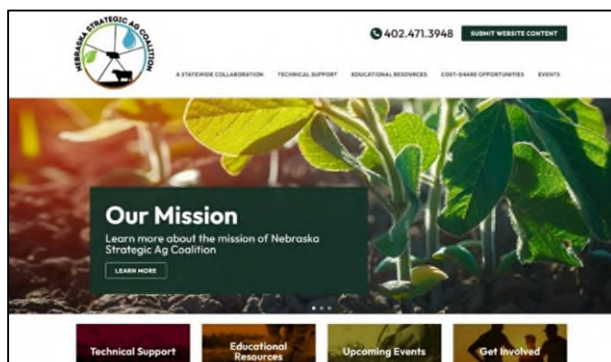 NEBRASKA STRATEGIC AG COALITION
402.471.3948
SUBMIT WEBSITE CONTENT
A STATEWIDE COLLABORATION TECHNICAL SUPPORT EDUCATIONAL RESOURCES COST-SHARE OPPORTUNITIES EVENTS
Our Mission
Learn more about the mission of Nebraska
Strategic Ag Coalition
LEARN MORE
Technical Support
Educational
Resources
Upcoming Events
Get Involved